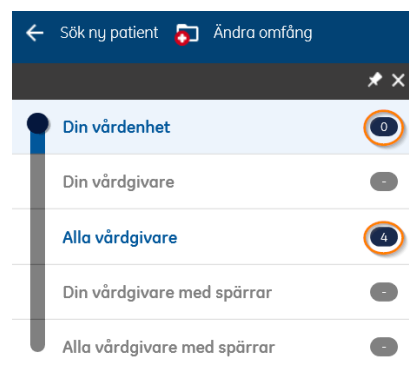 Sök ny patient Ändra omfång
Din vårdenhet 0
Din vårdgivare -
Alla vårdgivare 4
Din vårdgivare med spärrar -
Alla vårdgivare med spärrar -